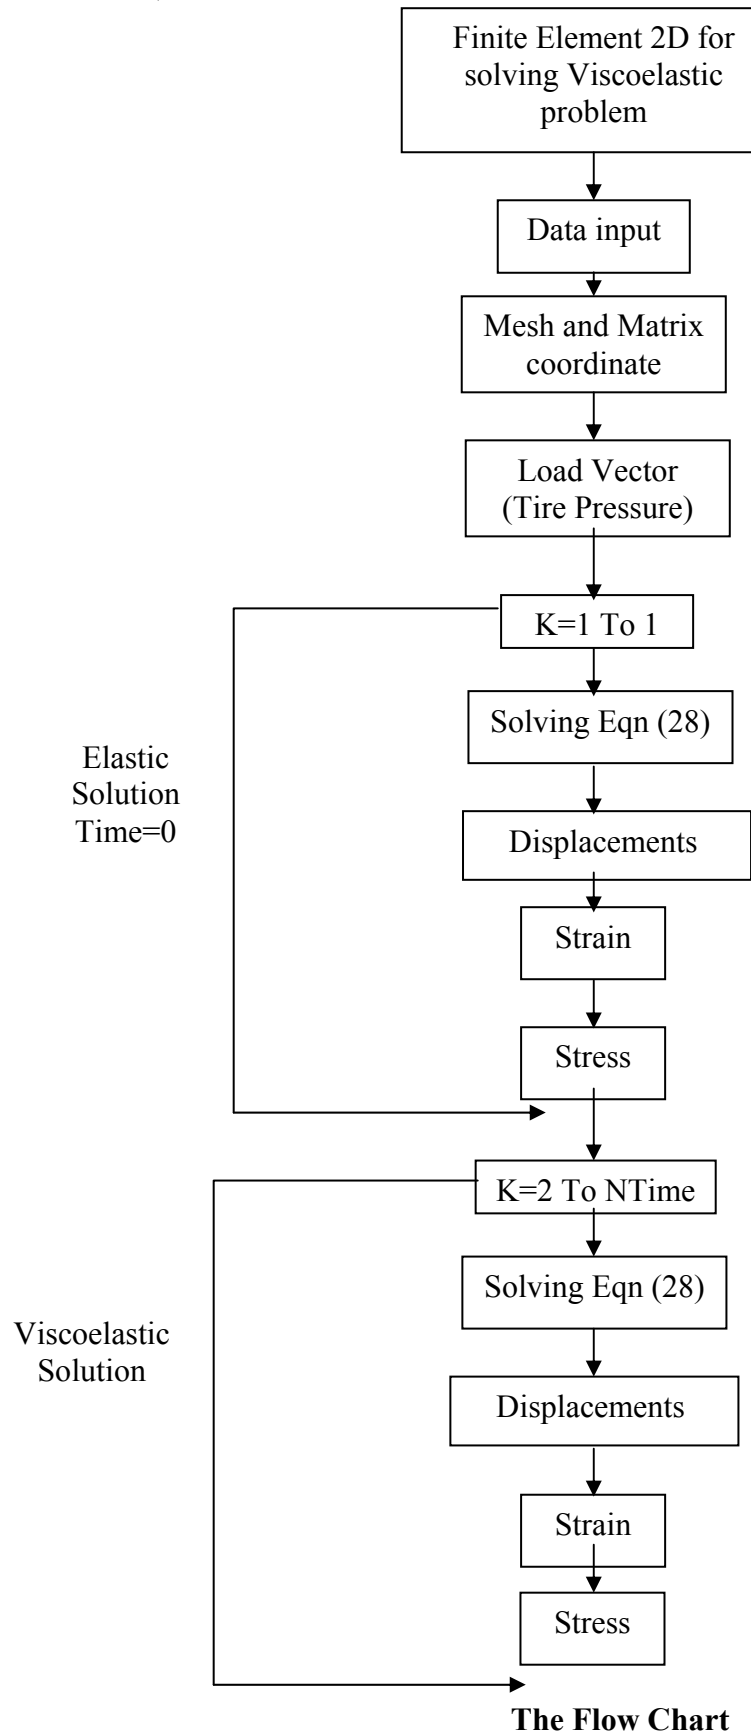 Finite Element 2D for
solving Viscoelastic
problem
Data input
Mesh and Matrix
coordinate
Load Vector
(Tire Pressure)
K=1 To 1
Solving Eqn (28)
Elastic
Solution
Time=0
Displacements
Strain
Stress
K=2 To NTime
Solving Eqn (28)
Viscoelastic
Solution
Displacements
Strain
Stress
The Flow Chart